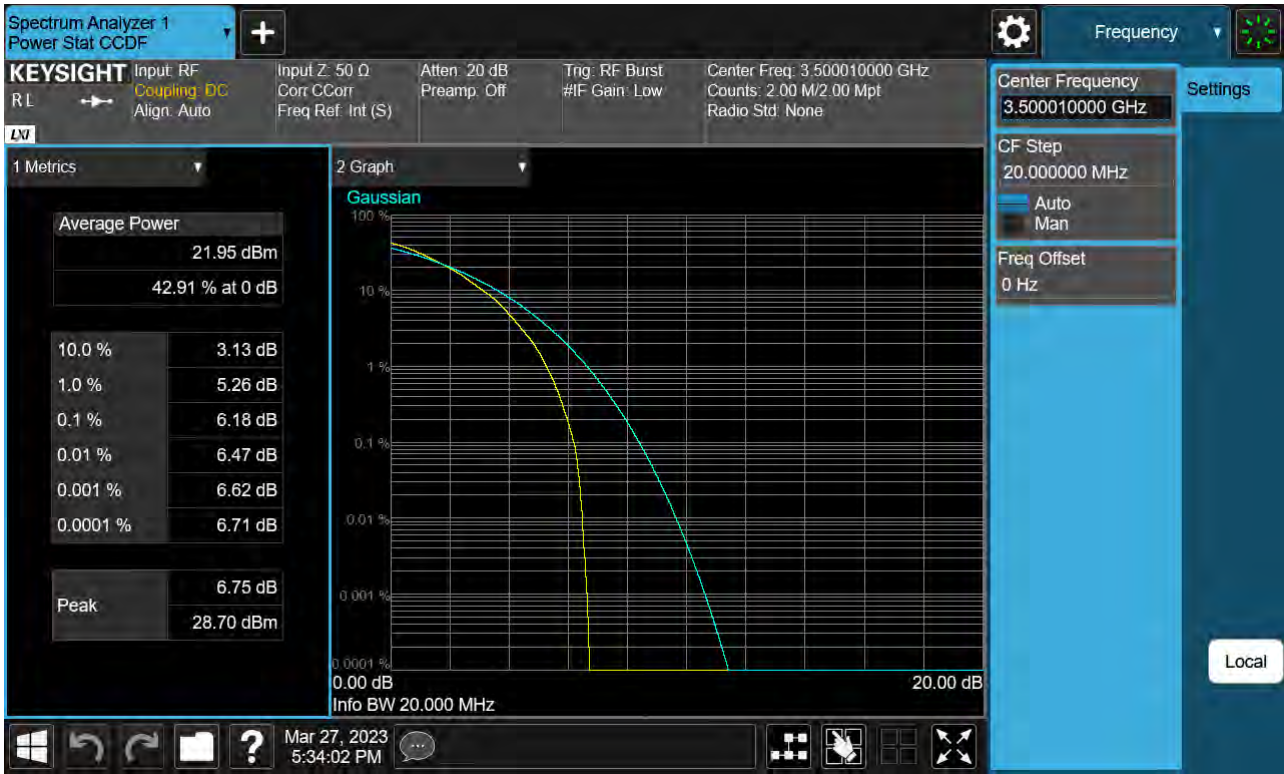 Spectrum Analyzer 1
Power Stat CCDF
Frequency
KEYSIGHT
RL
LXI
Input: RF
Coupling: DC
Align: Auto
Input Z: 50 Ω
Corr CCorr
Freq Ref: Int (S)
Atten: 20 dB
Preamp: Off
Trig: RF Burst
#IF Gain: Low
Center Freq: 3.500010000 GHz
Counts: 2.00 M/2.00 Mpt
Radio Std: None
Center Frequency
3.500010000 GHz
Settings
CF Step
20.000000 MHz
Auto
Man
Freq Offset
0 Hz
1 Metrics
Average Power
21.95 dBm
42.91 % at 0 dB
10.0 % 3.13 dB
1.0 % 5.26 dB
0.1 % 6.18 dB
0.01 % 6.47 dB
0.001 % 6.62 dB
0.0001 % 6.71 dB
Peak
6.75 dB
28.70 dBm
2 Graph
Gaussian
100 %
10 %
1 %
0.1 %
0.01 %
0.001 %
0.0001 %
0.00 dB
20.00 dB
Info BW 20.000 MHz
Local
?
Mar 27, 2023
5:34:02 PM